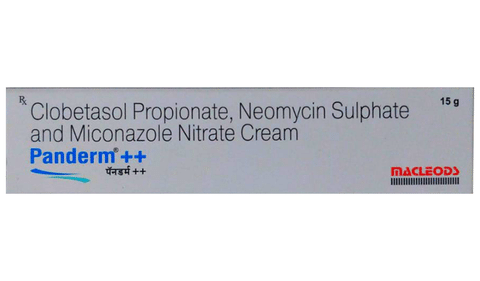 Rx Clobetasol Propionate, Neomycin Sulphate
and Miconazole Nitrate Cream
15 g
Panderm®++
पॅनडर्म ++
MACLEODS